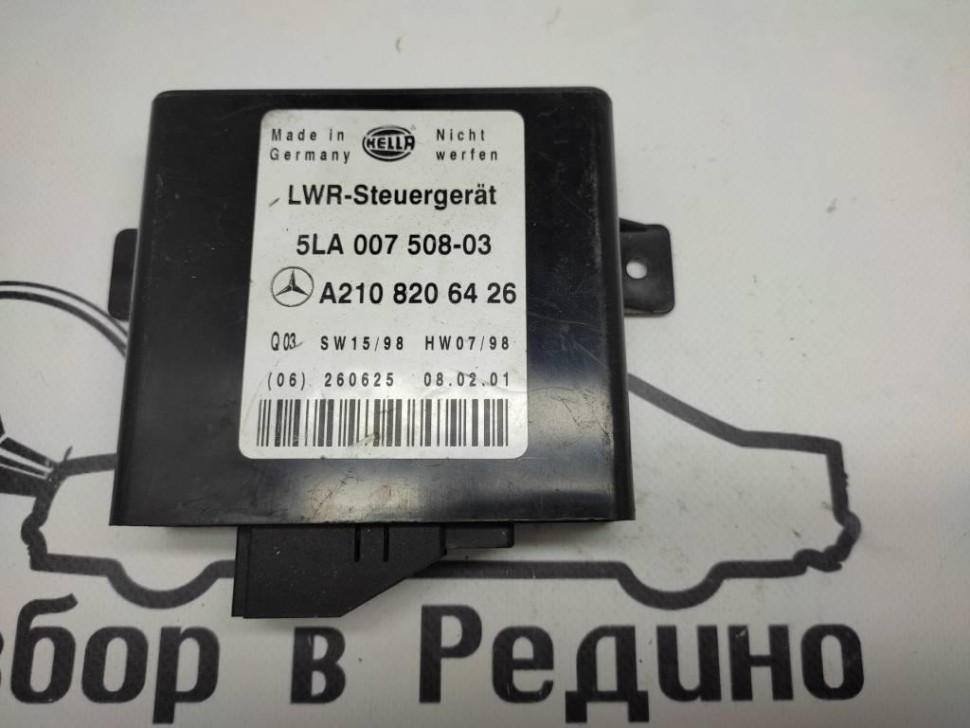 Made in Germany
HELLA
Nicht werfen
LWR-Steuergerät
5LA 007 508-03
A210 820 64 26
Q03 SW15/98 HW07/98
(06) 260625 08.02.01
збор в Редино